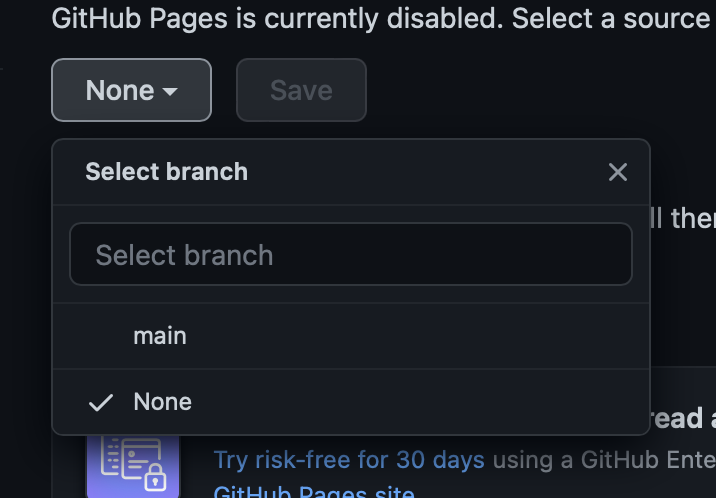 GitHub Pages is currently disabled. Select a source
None
Save
Select branch
Select branch
ll
main
None
read
Try risk-free for 30 days using a GitHub Ente
GitHub Pages site